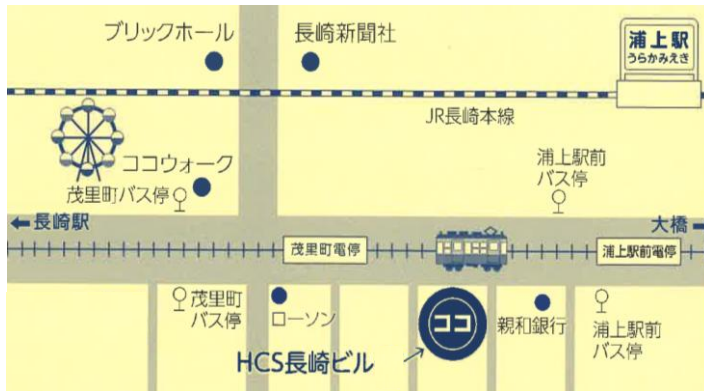 ブリックホール
長崎新聞社
浦上駅
うらかみえき
JR長崎本線
ココウォーク
茂里町バス停
浦上駅前
バス停
長崎駅
大橋
茂里町電停
浦上駅前電停
茂里町
バス停
ローソン
ココ
親和銀行
浦上駅前
バス停
HCS長崎ビル